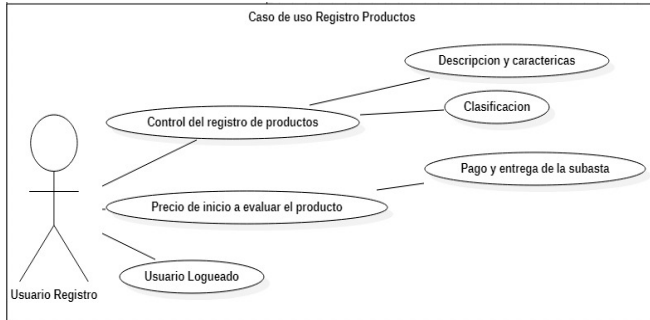 Caso de uso Registro Productos
Descripcion y caractericas
Clasificacion
Control del registro de productos
Pago y entrega de la subasta
Precio de inicio a evaluar el producto
Usuario Logueado
Usuario Registro